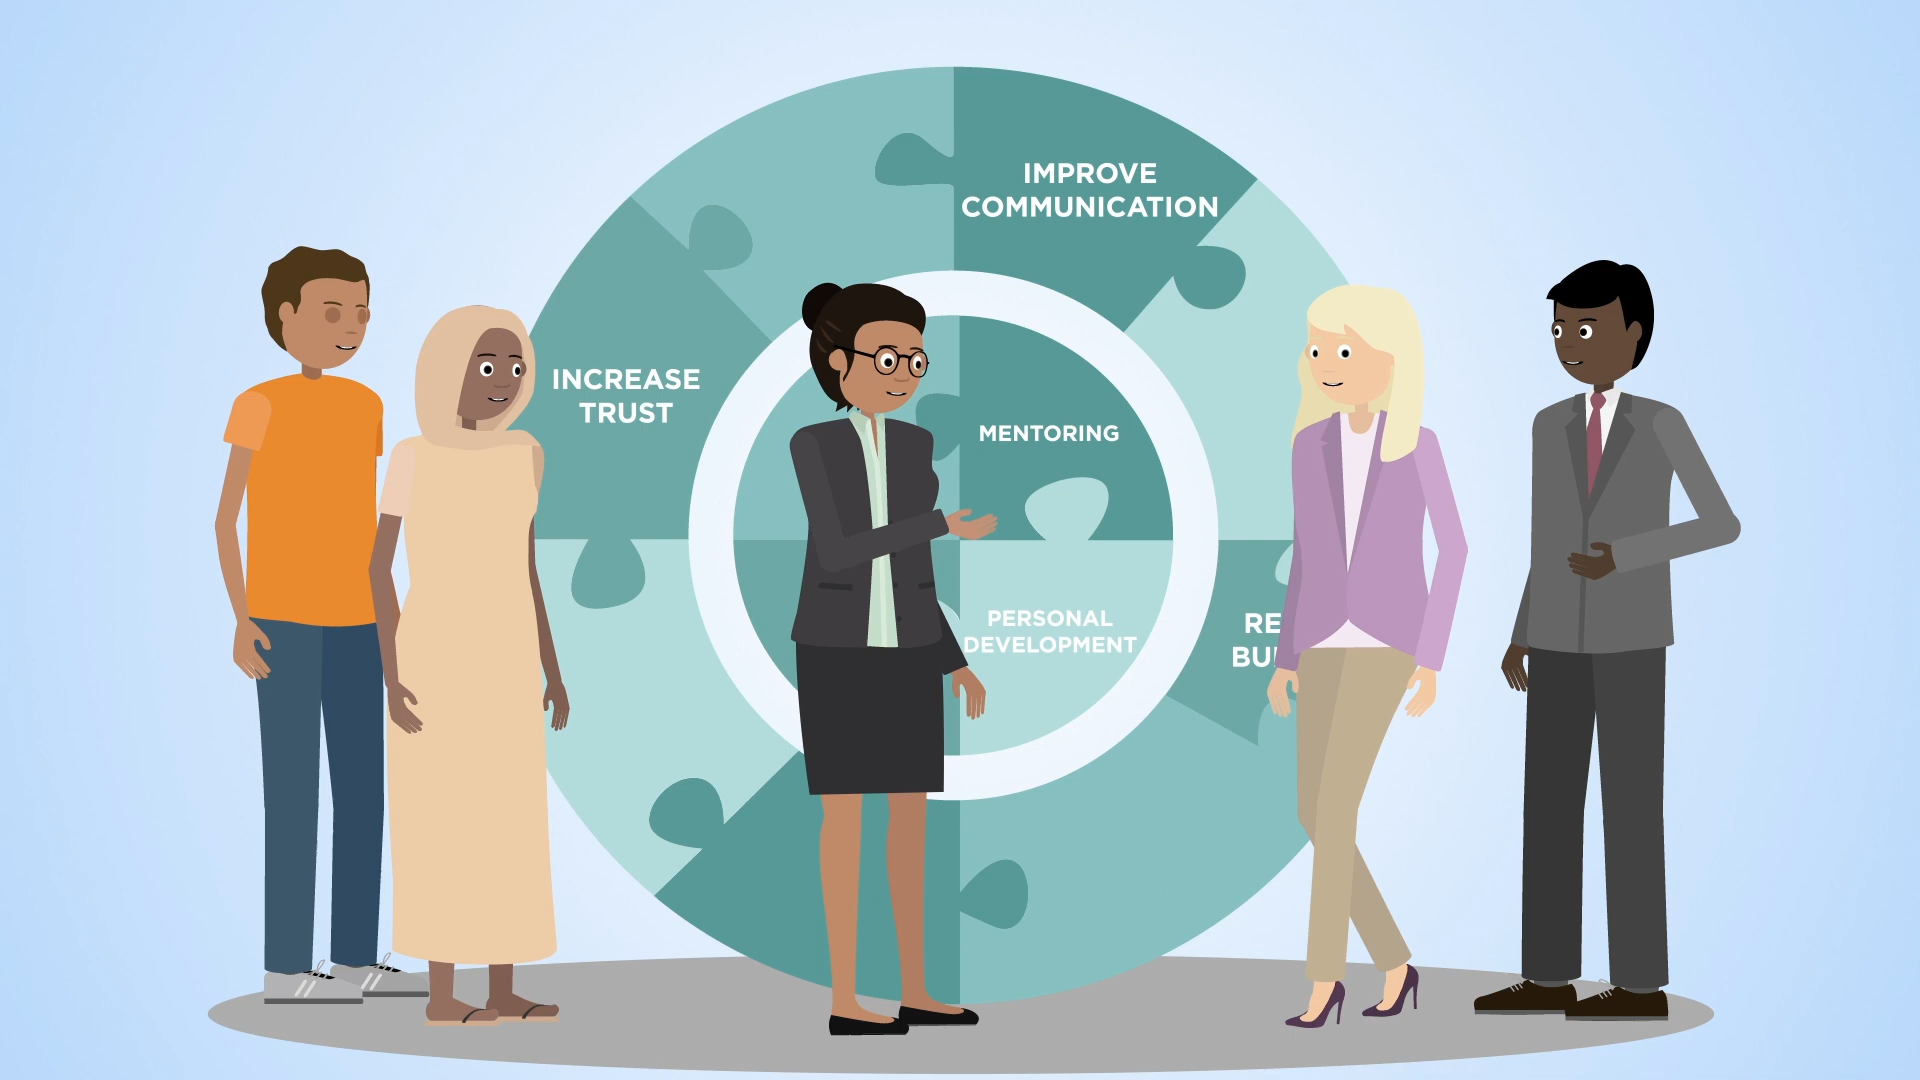 IMPROVE
COMMUNICATION
INCREASE
TRUST
MENTORING
PERSONAL
DEVELOPMENT